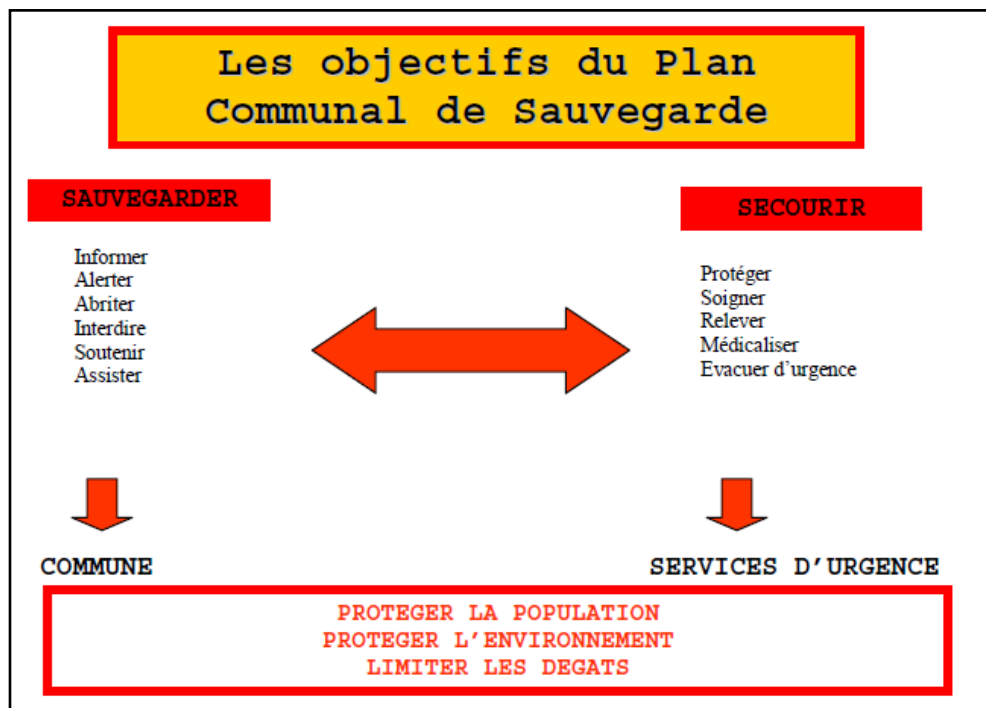 Les objectifs du Plan
Communal de Sauvegarde
SAUVEGARDER
Informer
Alerter
Abriter
Interdire
Soutenir
Assister
SECOURIR
Protéger
Soigner
Relever
Médicaliser
Evacuer d'urgence
COMMUNE
SERVICES D'URGENCE
PROTEGER LA POPULATION
PROTEGER L'ENVIRONNEMENT
LIMITER LES DEGATS